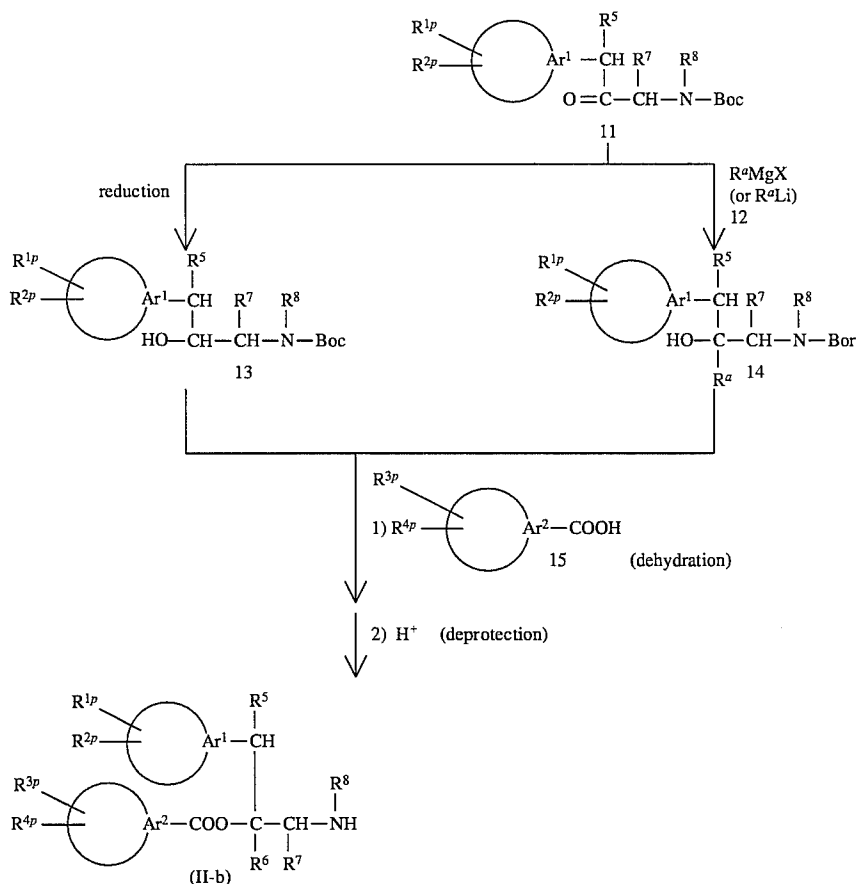 R⁵
R¹ᵖ
R²ᵖ Ar¹—CH R⁷ R⁸
O=C—CH—N—Boc
11
reduction
RᵃMgX
(or RᵃLi)
12
R⁵
R¹ᵖ
R²ᵖ Ar¹—CH R⁷ R⁸
HO—CH—CH—N—Boc
13
R⁵
R¹ᵖ
R²ᵖ Ar¹—CH R⁷ R⁸
HO—C—CH—N—Bor
Rᵃ 14
R³ᵖ
1) R⁴ᵖ Ar²—COOH
15 (dehydration)
2) H⁺ (deprotection)
R⁵
R¹ᵖ
R²ᵖ Ar¹—CH
R³ᵖ R⁸
R⁴ᵖ Ar²—COO—C—CH—NH
R⁶ R⁷
(II-b)